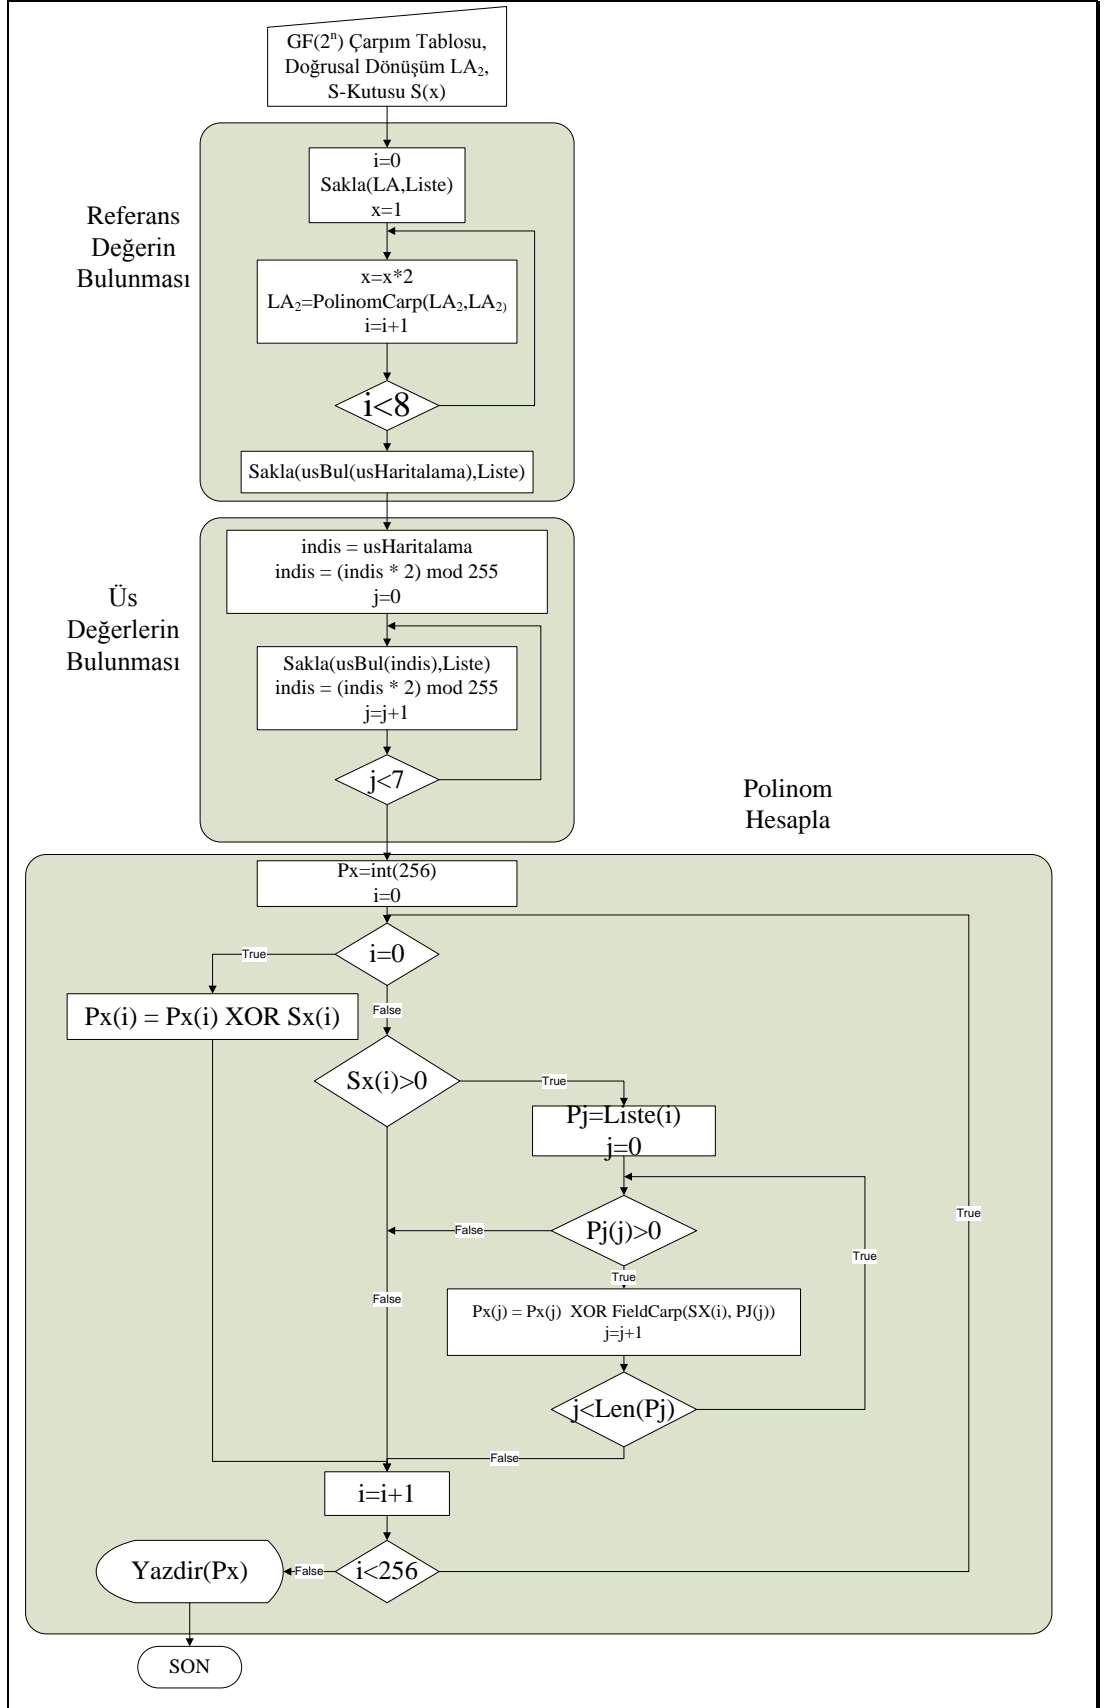 GF(2ⁿ) Çarpım Tablosu,
Doğrusal Dönüşüm LA₂,
S-Kutusu S(x)
Referans
Değerin
Bulunması
i=0
Sakla(LA,Liste)
x=1
x=x*2
LA₂=PolinomCarp(LA₂,LA₂)
i=i+1
i<8
Sakla(usBul(usHaritalama),Liste)
Üs
Değerlerin
Bulunması
indis = usHaritalama
indis = (indis * 2) mod 255
j=0
Sakla(usBul(indis),Liste)
indis = (indis * 2) mod 255
j=j+1
j<7
Polinom
Hesapla
Px=int(256)
i=0
i=0
True
Px(i) = Px(i) XOR Sx(i)
False
Sx(i)>0
True
Pj=Liste(i)
j=0
Pj(j)>0
False
True
True
True
False
Px(j) = Px(j) XOR FieldCarp(SX(i), PJ(j))
j=j+1
j<Len(Pj)
False
i=i+1
i<256
False
Yazdir(Px)
SON